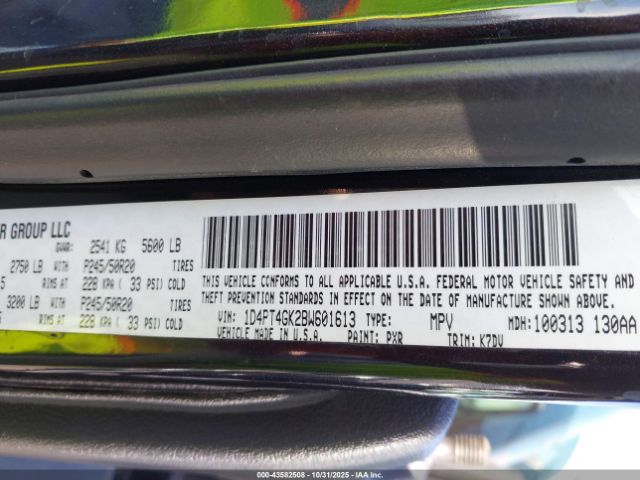 R GROUP LLC
GVWR: 2541 KG 5600 LB
2750 LB WITH P245/50R20 TIRES
5 RIMS AT 228 KPA ( 33 PSI) COLD
3200 LB WITH P245/50R20 TIRES
RIMS AT 228 KPA ( 33 PSI) COLD
THIS VEHICLE CONFORMS TO ALL APPLICABLE U.S.A. FEDERAL MOTOR VEHICLE SAFETY AND
THEFT PREVENTION STANDARDS IN EFFECT ON THE DATE OF MANUFACTURE SHOWN ABOVE.
VIN: 1D4PT4GK2BW601613 TYPE: MPV MDH: 100313 130AA
VEHICLE MADE IN U.S.A. PAINT: PXR TRIM: K7DV
000-43582508 - 10/31/2025 - COPYRIGHT IAA, LLC.